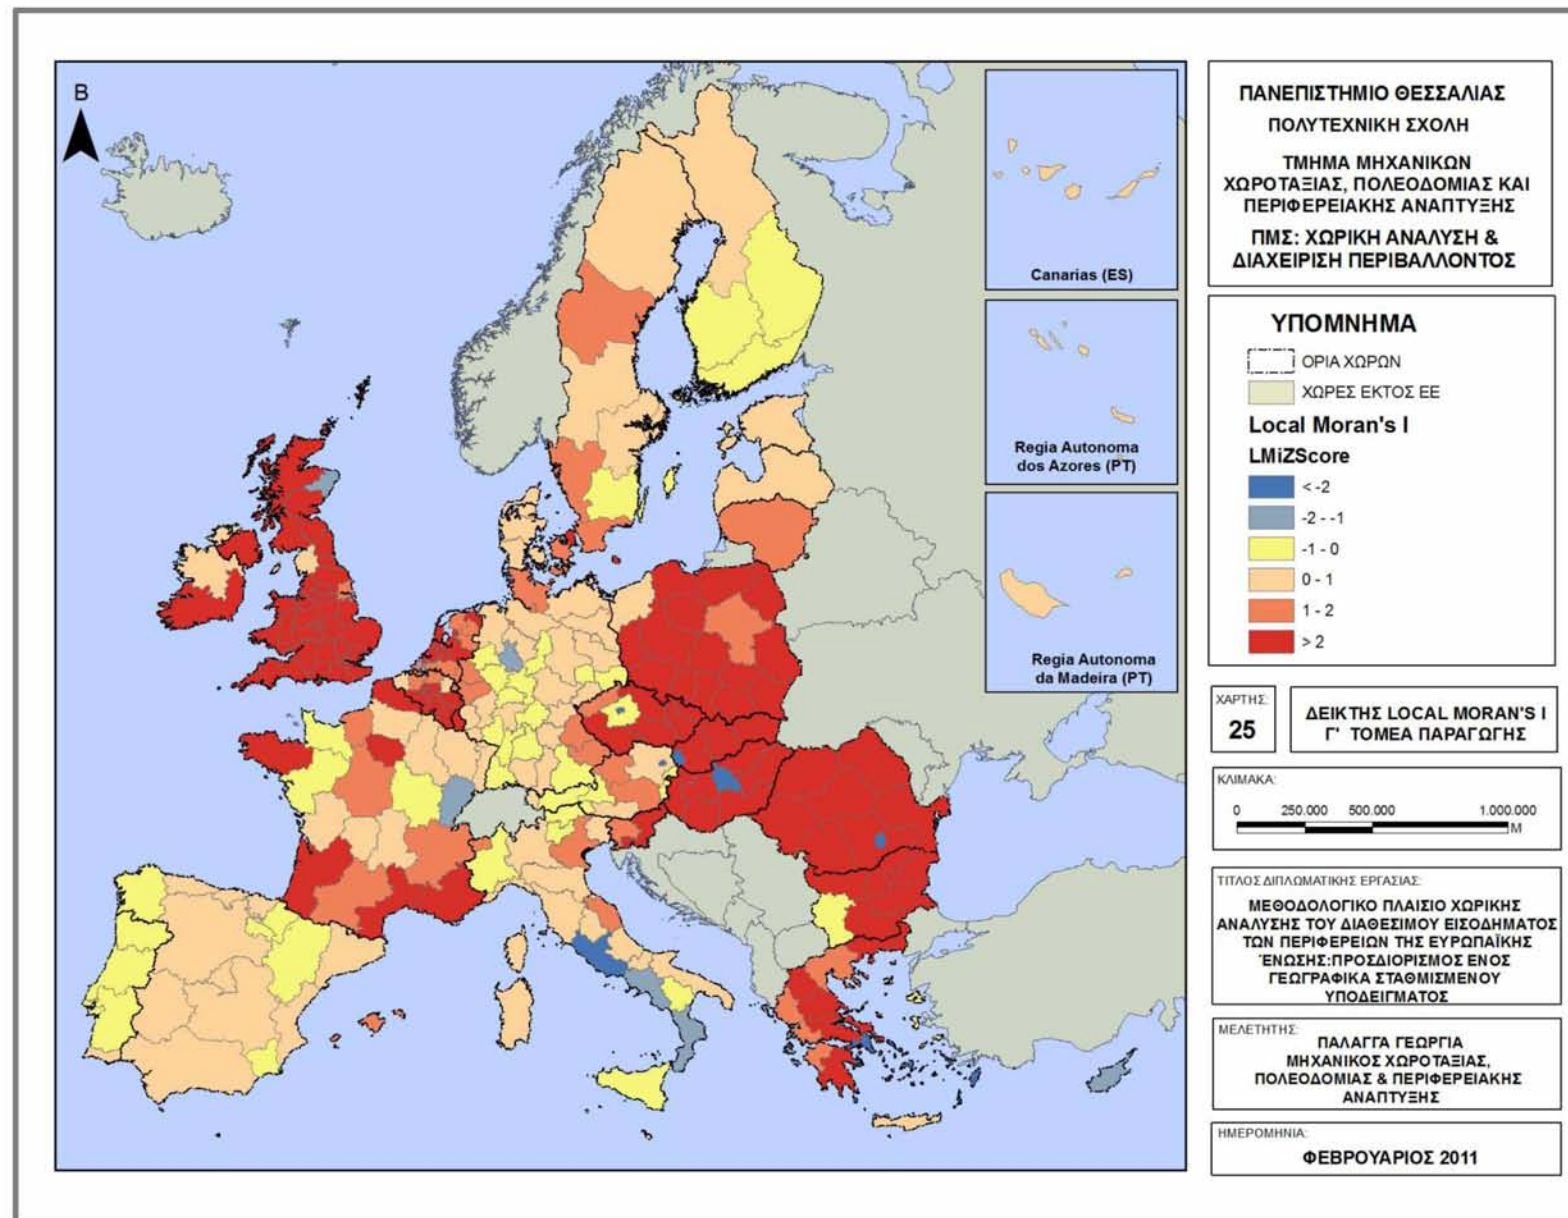 B
Canarias (ES)
Regia Autonoma
dos Azores (PT)
Regia Autonoma
da Madeira (PT)
ΠΑΝΕΠΙΣΤΗΜΙΟ ΘΕΣΣΑΛΙΑΣ
ΠΟΛΥΤΕΧΝΙΚΗ ΣΧΟΛΗ
ΤΜΗΜΑ ΜΗΧΑΝΙΚΩΝ
ΧΩΡΟΤΑΞΙΑΣ, ΠΟΛΕΟΔΟΜΙΑΣ ΚΑΙ
ΠΕΡΙΦΕΡΕΙΑΚΗΣ ΑΝΑΠΤΥΞΗΣ
ΠΜΣ: ΧΩΡΙΚΗ ΑΝΑΛΥΣΗ &
ΔΙΑΧΕΙΡΙΣΗ ΠΕΡΙΒΑΛΛΟΝΤΟΣ
ΥΠΟΜΝΗΜΑ
ΟΡΙΑ ΧΩΡΩΝ
ΧΩΡΕΣ ΕΚΤΟΣ ΕΕ
Local Moran's I
LMiZScore
< -2
-2 - -1
-1 - 0
0 - 1
1 - 2
> 2
ΧΑΡΤΗΣ:
25
ΔΕΙΚΤΗΣ LOCAL MORAN'S I
Γ' ΤΟΜΕΑ ΠΑΡΑΓΩΓΗΣ
ΚΛΙΜΑΚΑ:
0 250.000 500.000 1.000.000
M
ΤΙΤΛΟΣ ΔΙΠΛΩΜΑΤΙΚΗΣ ΕΡΓΑΣΙΑΣ:
ΜΕΘΟΔΟΛΟΓΙΚΟ ΠΛΑΙΣΙΟ ΧΩΡΙΚΗΣ
ΑΝΑΛΥΣΗΣ ΤΟΥ ΔΙΑΘΕΣΙΜΟΥ ΕΙΣΟΔΗΜΑΤΟΣ
ΤΩΝ ΠΕΡΙΦΕΡΕΙΩΝ ΤΗΣ ΕΥΡΩΠΑΪΚΗΣ
ΈΝΩΣΗΣ:ΠΡΟΣΔΙΟΡΙΣΜΟΣ ΕΝΟΣ
ΓΕΩΓΡΑΦΙΚΑ ΣΤΑΘΜΙΣΜΕΝΟΥ
ΥΠΟΔΕΙΓΜΑΤΟΣ
ΜΕΛΕΤΗΤΗΣ:
ΠΑΛΑΓΓΑ ΓΕΩΡΓΙΑ
ΜΗΧΑΝΙΚΟΣ ΧΩΡΟΤΑΞΙΑΣ,
ΠΟΛΕΟΔΟΜΙΑΣ & ΠΕΡΙΦΕΡΕΙΑΚΗΣ
ΑΝΑΠΤΥΞΗΣ
ΗΜΕΡΟΜΗΝΙΑ:
ΦΕΒΡΟΥΑΡΙΟΣ 2011